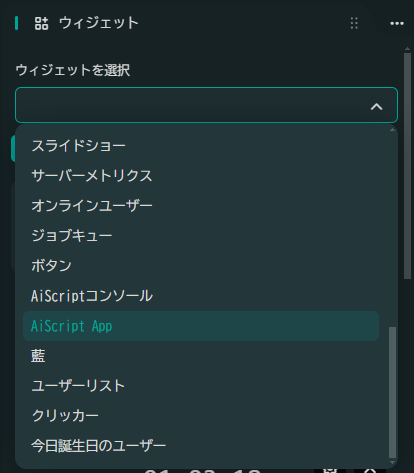 ウィジェット
ウィジェットを選択
スライドショー
サーバーメトリクス
オンラインユーザー
ジョブキュー
ボタン
AiScriptコンソール
AiScript App
藍
ユーザーリスト
クリッカー
今日誕生日のユーザー